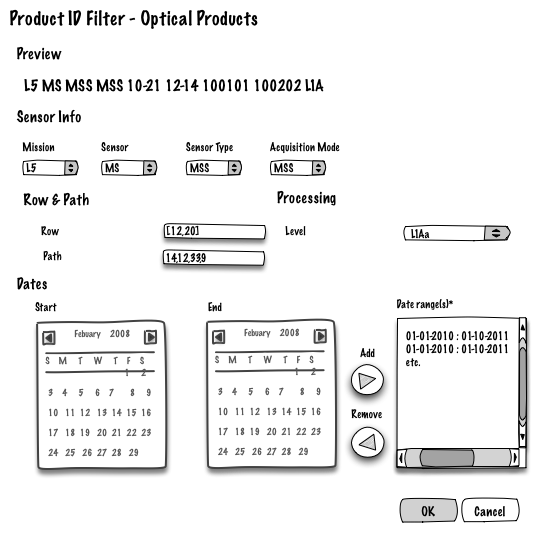 Product ID Filter - Optical Products
Preview
L5 MS MSS MSS 10-21 12-14 100101 100202 L1A
Sensor Info
Mission Sensor Sensor Type Acquisition Mode
L5 MS MSS MSS
Row & Path Processing
Row [12,20] Level L1Aa
Path 14,12,33,9
Dates
Start End Date range(s)*
Febuary 2008 Febuary 2008
S M T W T F S S M T W T F S
1 2 1 2
3 4 5 6 7 8 9 3 4 5 6 7 8 9
10 11 12 13 14 15 16 10 11 12 13 14 15 16
17 18 19 20 21 22 23 17 18 19 20 21 22 23
24 25 26 27 28 29 24 25 26 27 28 29
Add
Remove
01-01-2010 : 01-10-2011
01-01-2010 : 01-10-2011
etc.
OK Cancel